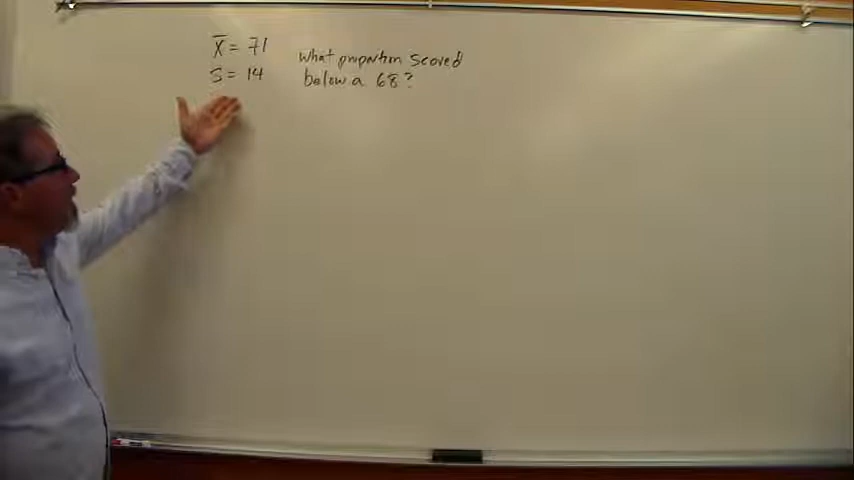 X̄ = 71
S = 14
What proportion scored
below a 68?